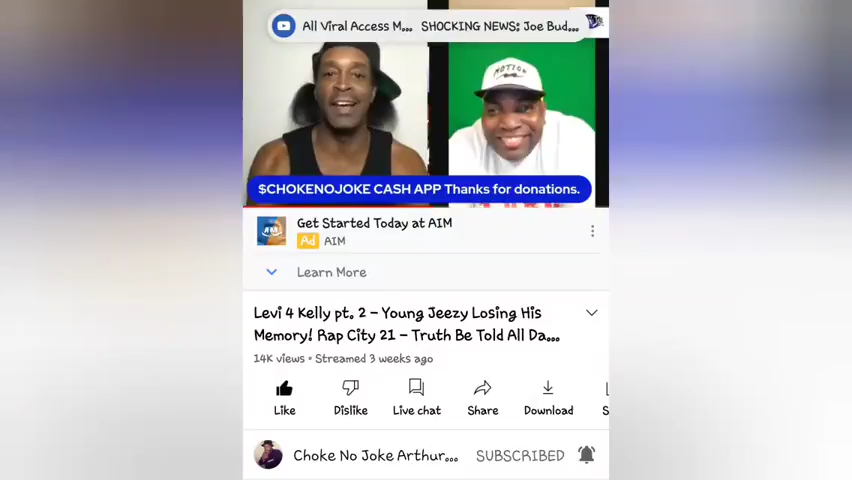 All Viral Access M... SHOCKING NEWS: Joe Bud...
MOTION
$CHOKENOJOKE CASH APP Thanks for donations.
Get Started Today at AIM
Ad AIM
Learn More
Levi 4 Kelly pt. 2 – Young Jeezy Losing His
Memory! Rap City 21 – Truth Be Told All Da...
14K views • Streamed 3 weeks ago
Like Dislike Live chat Share Download S
Choke No Joke Arthur... SUBSCRIBED